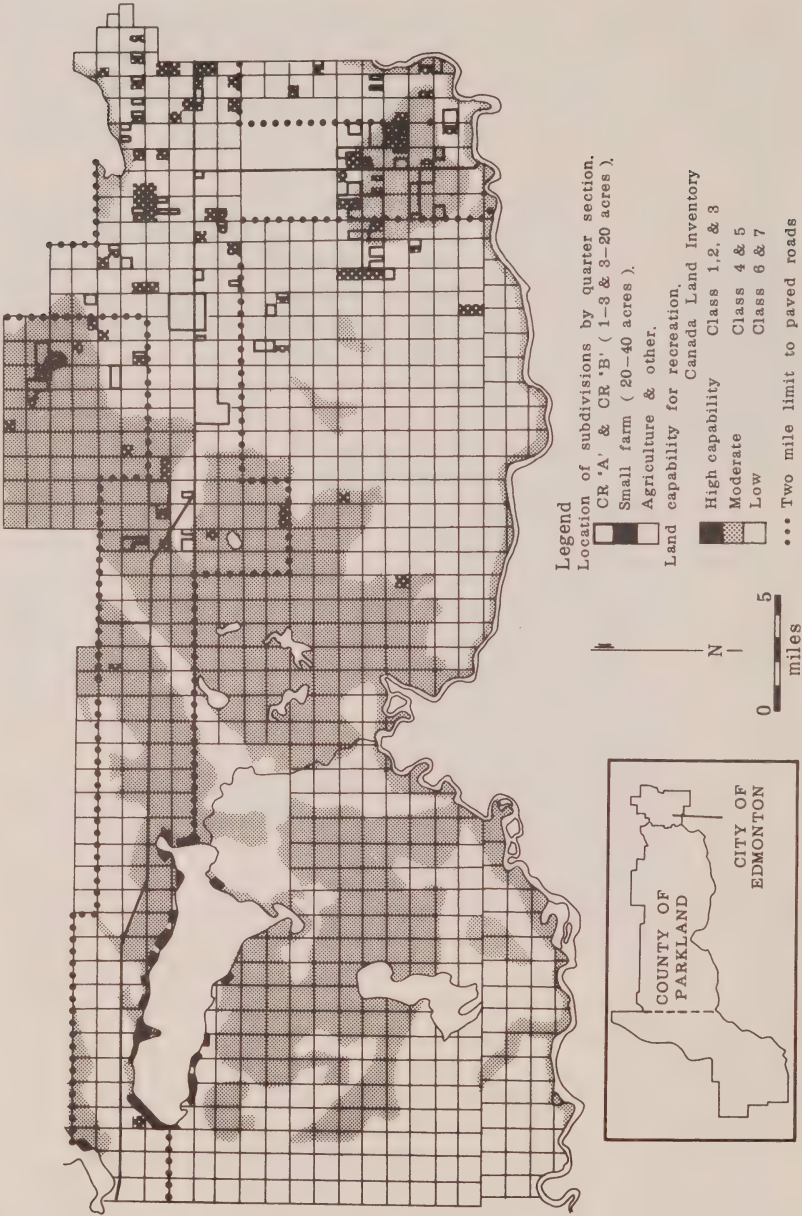 Legend
Location of subdivisions by quarter section.
CR 'A' & CR 'B' ( 1-3 & 3-20 acres ).
Small farm ( 20-40 acres ).
Agriculture & other.
Land capability for recreation.
Canada Land Inventory
High capability Class 1,2, & 3
Moderate Class 4 & 5
Low Class 6 & 7
••• Two mile limit to paved roads
N
0 5
miles
COUNTY OF
PARKLAND
CITY OF
EDMONTON